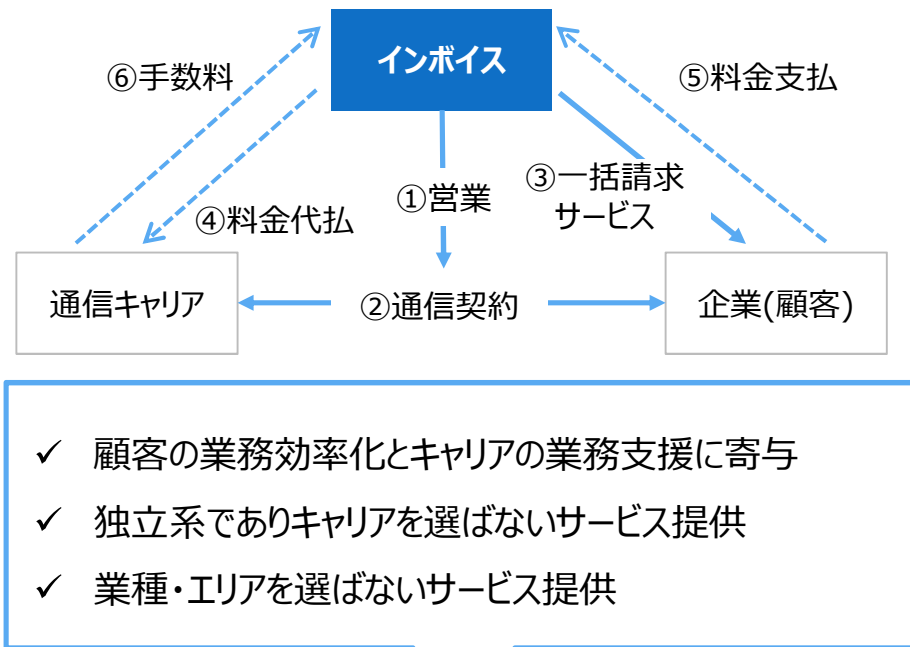 インボイス
⑥手数料
⑤料金支払
①営業
③一括請求
サービス
④料金代払
通信キャリア
②通信契約
企業(顧客)
✓ 顧客の業務効率化とキャリアの業務支援に寄与
✓ 独立系でありキャリアを選ばないサービス提供
✓ 業種・エリアを選ばないサービス提供